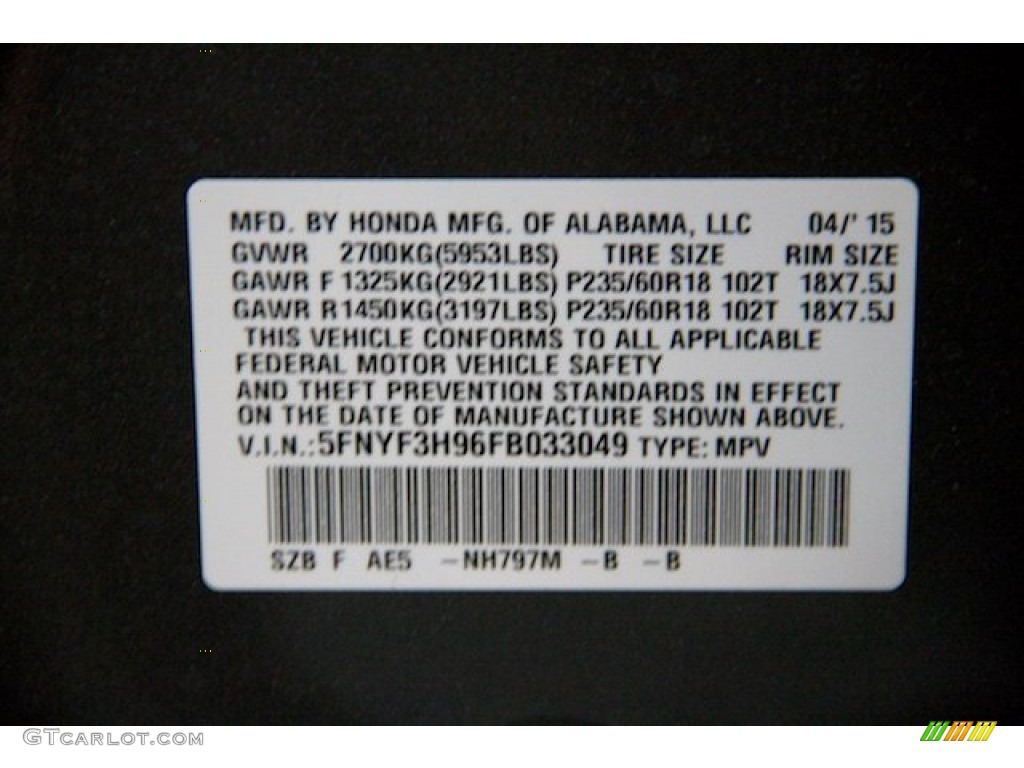 MFD. BY HONDA MFG. OF ALABAMA, LLC 04/' 15
GVWR 2700KG(5953LBS) TIRE SIZE RIM SIZE
GAWR F 1325KG(2921LBS) P235/60R18 102T 18X7.5J
GAWR R1450KG(3197LBS) P235/60R18 102T 18X7.5J
THIS VEHICLE CONFORMS TO ALL APPLICABLE
FEDERAL MOTOR VEHICLE SAFETY
AND THEFT PREVENTION STANDARDS IN EFFECT
ON THE DATE OF MANUFACTURE SHOWN ABOVE.
V.I.N.:5FNYF3H96FB033049 TYPE: MPV
SZB F AE5 -NH797M -B -B
GTCARLOT.COM